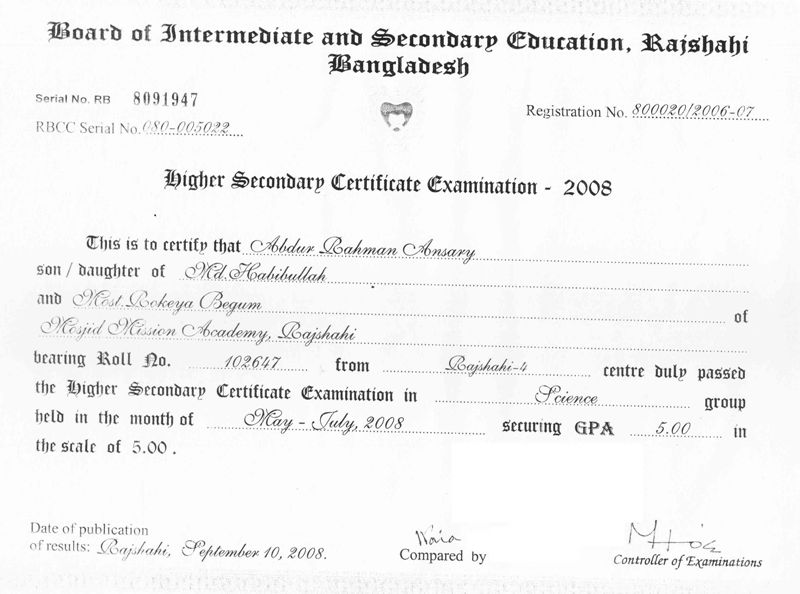 Board of Intermediate and Secondary Education, Rajshahi
Bangladesh
Serial No. RB 8091947
Registration No. 800020/2006-07
RBCC Serial No. 080-005022
Higher Secondary Certificate Examination - 2008
This is to certify that Abdur Rahman Ansary
son / daughter of Md. Habibullah
and Most. Rokeya Begum of
Mosjid Mission Academy, Rajshahi
bearing Roll No. 102647 from Rajshahi-4 centre duly passed
the Higher Secondary Certificate Examination in Science group
held in the month of May - July, 2008 securing GPA 5.00 in
the scale of 5.00 .
Date of publication
of results: Rajshahi, September 10, 2008.
Compared by
Controller of Examinations